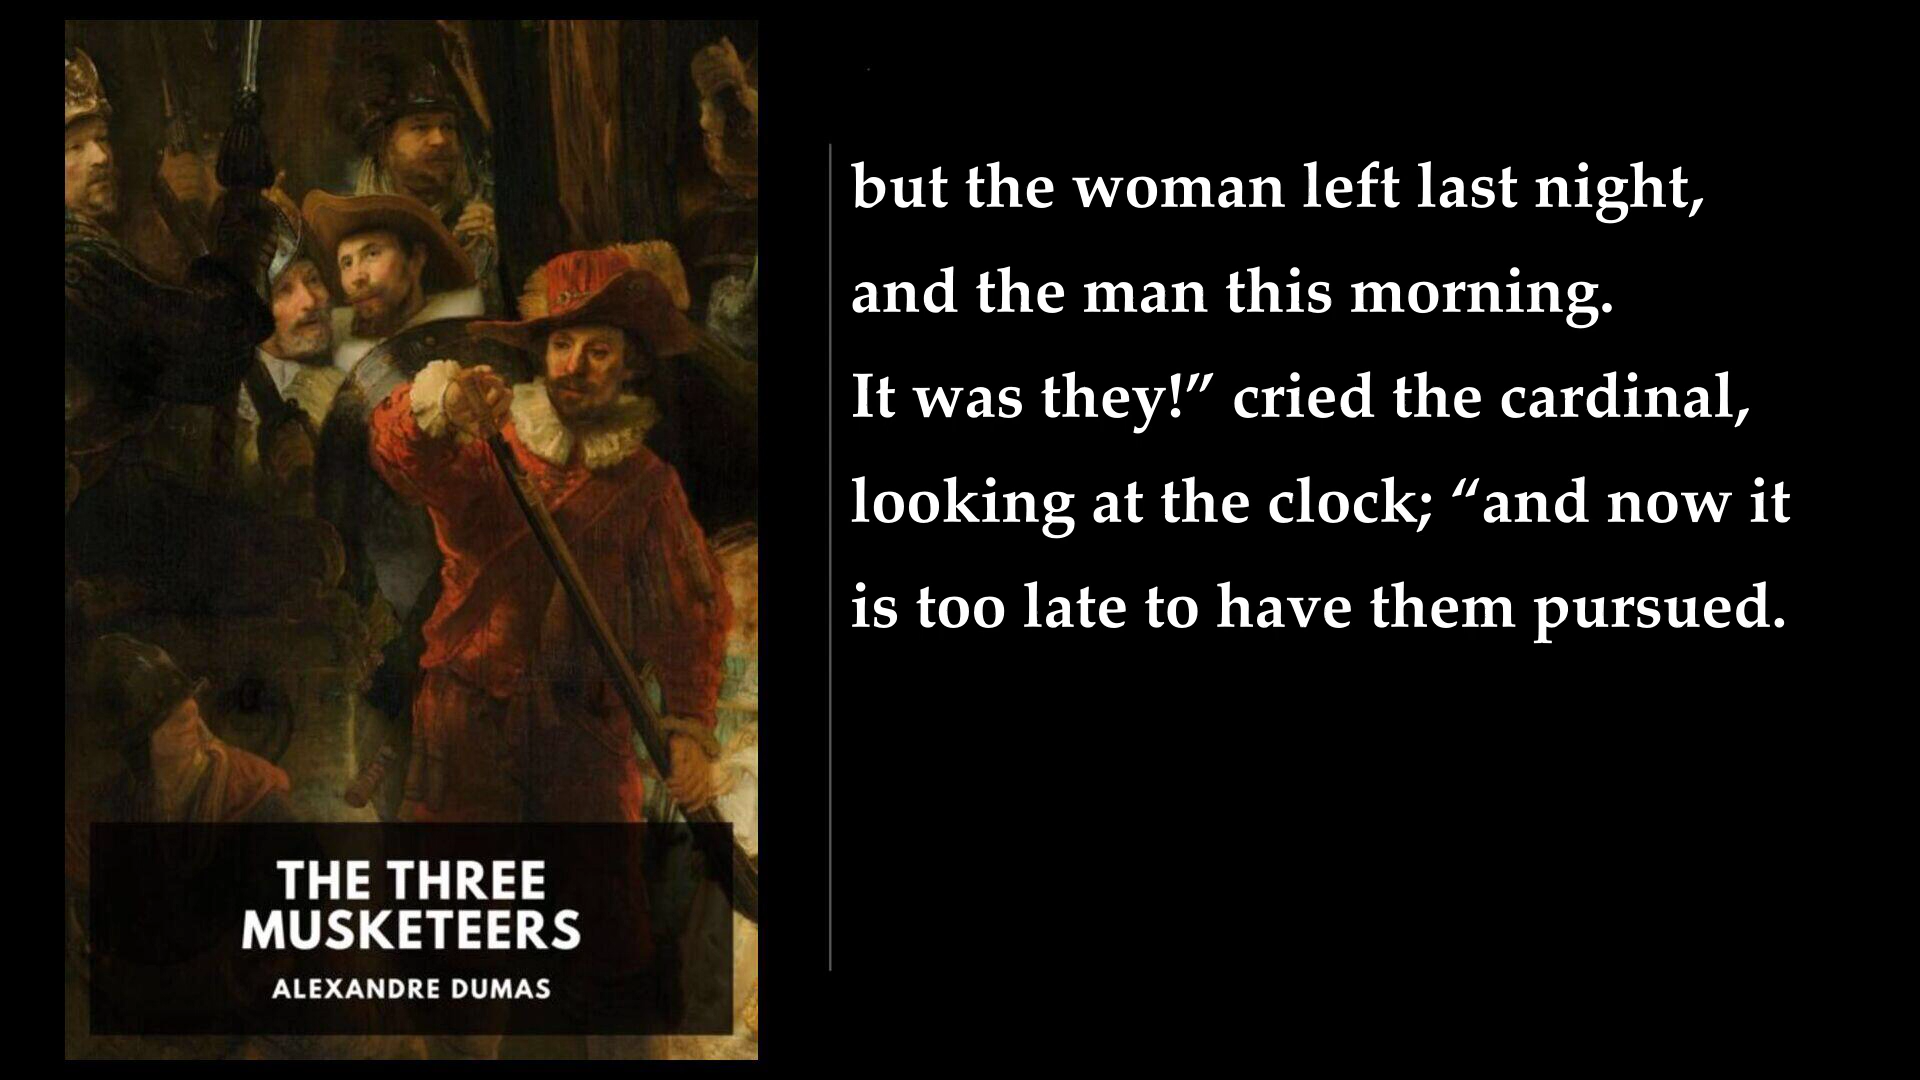 but the woman left last night,
and the man this morning.
It was they!” cried the cardinal,
looking at the clock; “and now it
is too late to have them pursued.
THE THREE
MUSKETEERS
ALEXANDRE DUMAS